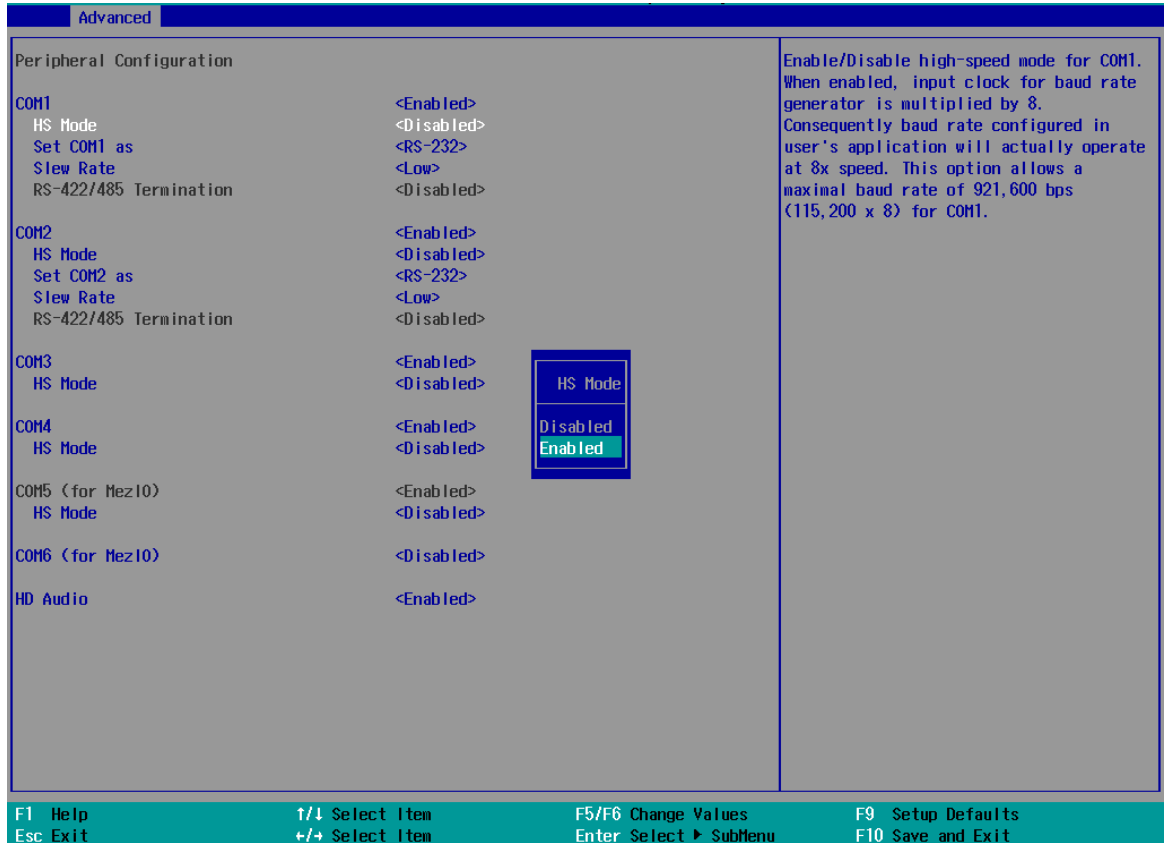 Advanced
Peripheral Configuration
COM1 <Enabled>
HS Mode <Disabled>
Set COM1 as <RS-232>
Slew Rate <Low>
RS-422/485 Termination <Disabled>
COM2 <Enabled>
HS Mode <Disabled>
Set COM2 as <RS-232>
Slew Rate <Low>
RS-422/485 Termination <Disabled>
COM3 <Enabled>
HS Mode <Disabled>
COM4 <Enabled>
HS Mode <Disabled>
COM5 (for MezIO) <Enabled>
HS Mode <Disabled>
COM6 (for MezIO) <Disabled>
HD Audio <Enabled>
HS Mode
Disabled
Enabled
Enable/Disable high-speed mode for COM1.
When enabled, input clock for baud rate
generator is multiplied by 8.
Consequently baud rate configured in
user's application will actually operate
at 8x speed. This option allows a
maximal baud rate of 921,600 bps
(115,200 x 8) for COM1.
F1 Help ↑/↓ Select Item F5/F6 Change Values F9 Setup Defaults
Esc Exit ←/→ Select Item Enter Select ▶ SubMenu F10 Save and Exit